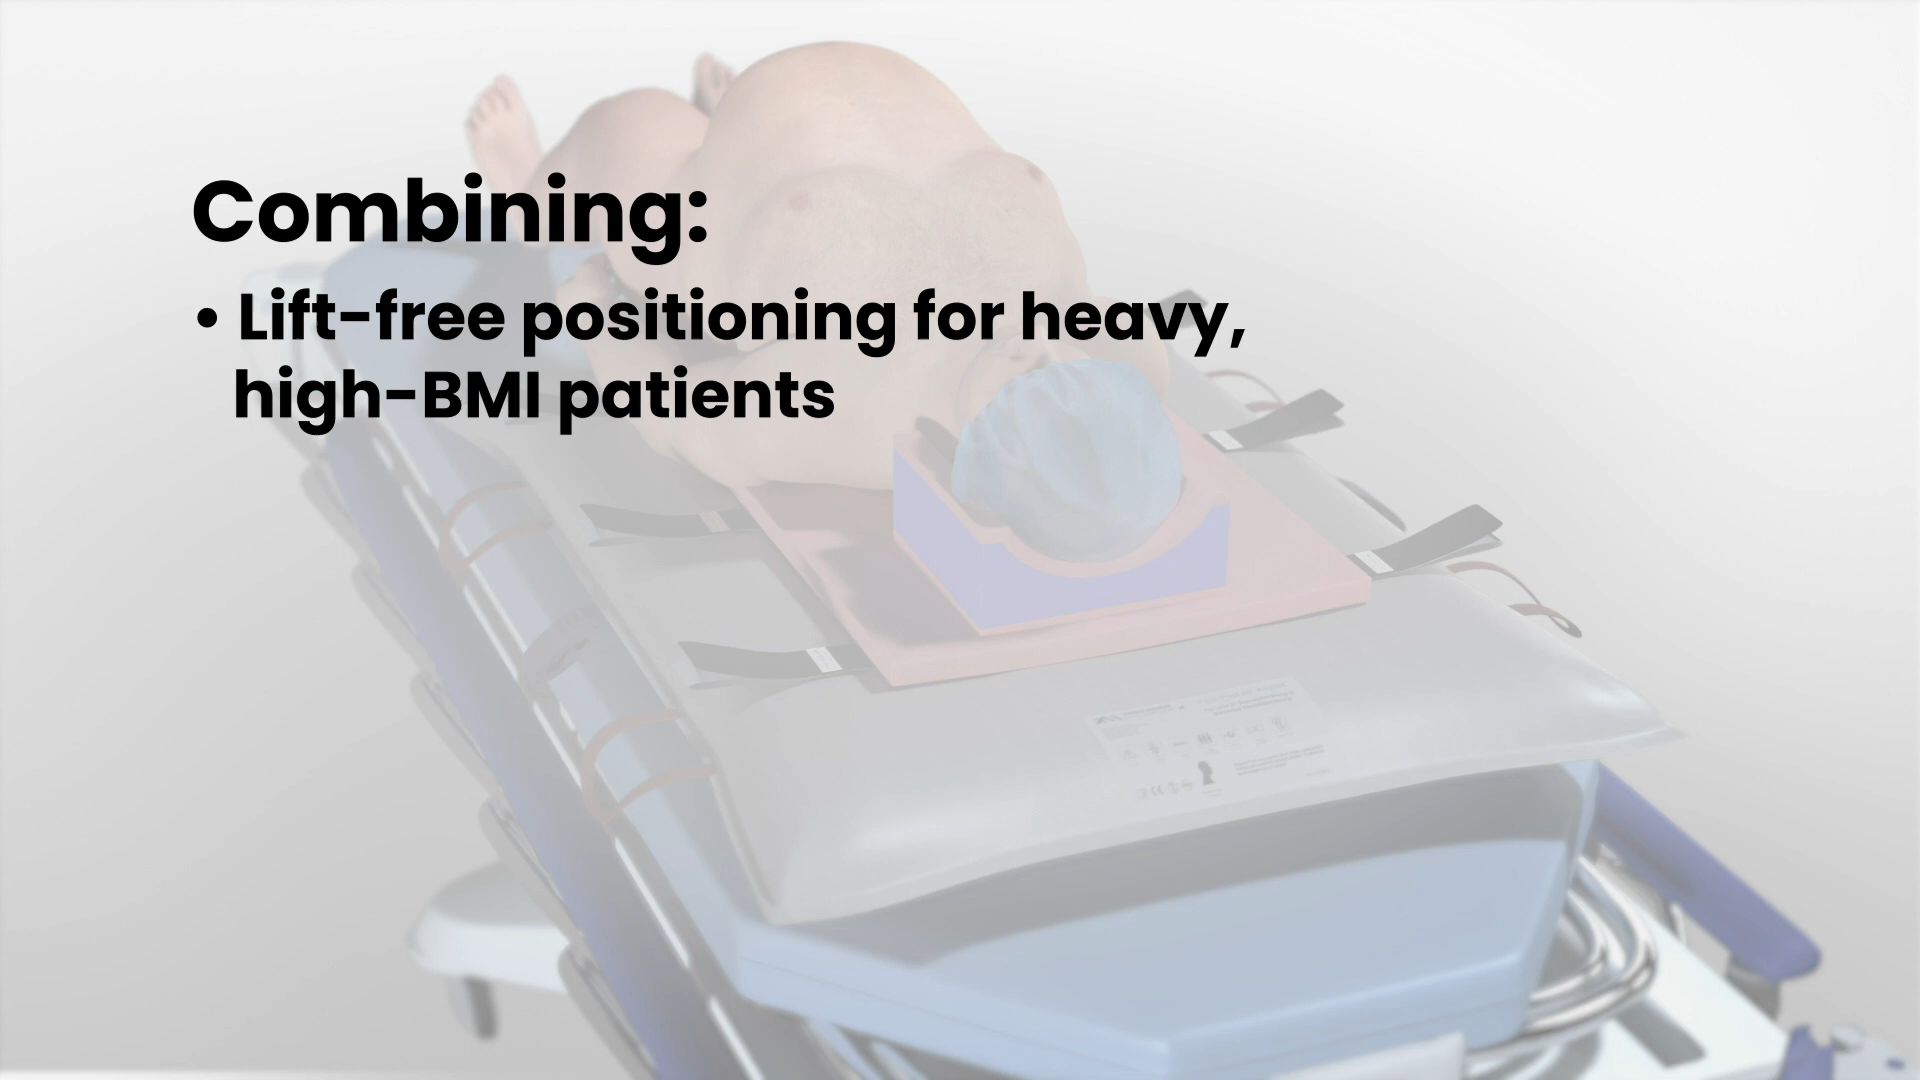 Combining:
• Lift-free positioning for heavy,
high-BMI patients